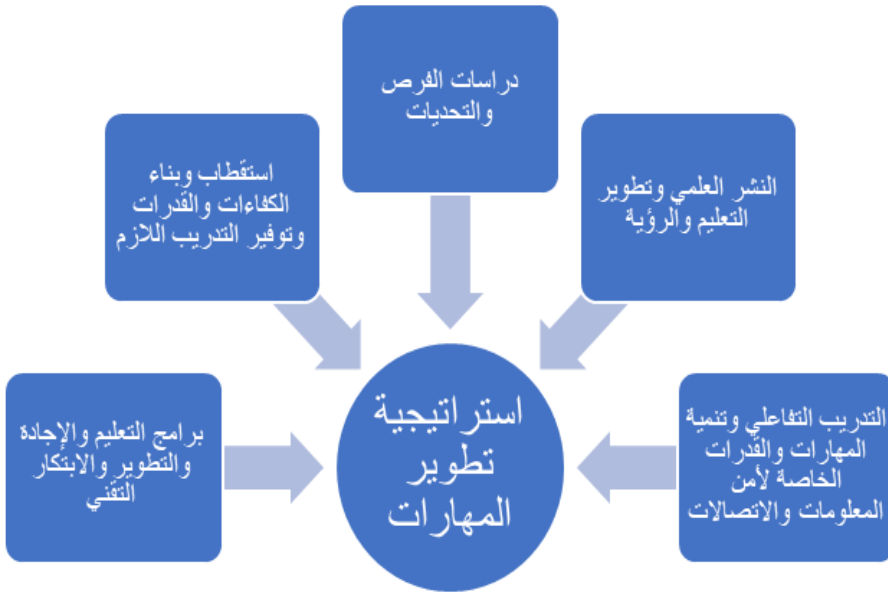 دراسات الفرص
والتحديات
النشر العلمي وتطوير
التعليم والرؤية
استقطاب وبناء
الكفاءات والقدرات
وتوفير التدريب اللازم
التدريب التفاعلي وتنمية
المهارات والقدرات
الخاصة لأمن
المعلومات والاتصالات
برامج التعليم والإجادة
والتطوير والابتكار
التقني
استراتيجية
تطوير
المهارات